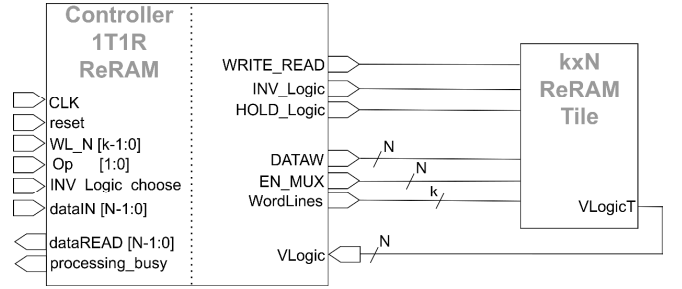 Controller
1T1R
ReRAM
CLK
reset
WL_N [k-1:0]
Op [1:0]
INV Logic choose
dataIN [N-1:0]
dataREAD [N-1:0]
processing_busy
WRITE_READ
INV_Logic
HOLD_Logic
DATAW
N
EN_MUX
N
WordLines
k
VLogic
N
kxN
ReRAM
Tile
VLogicT